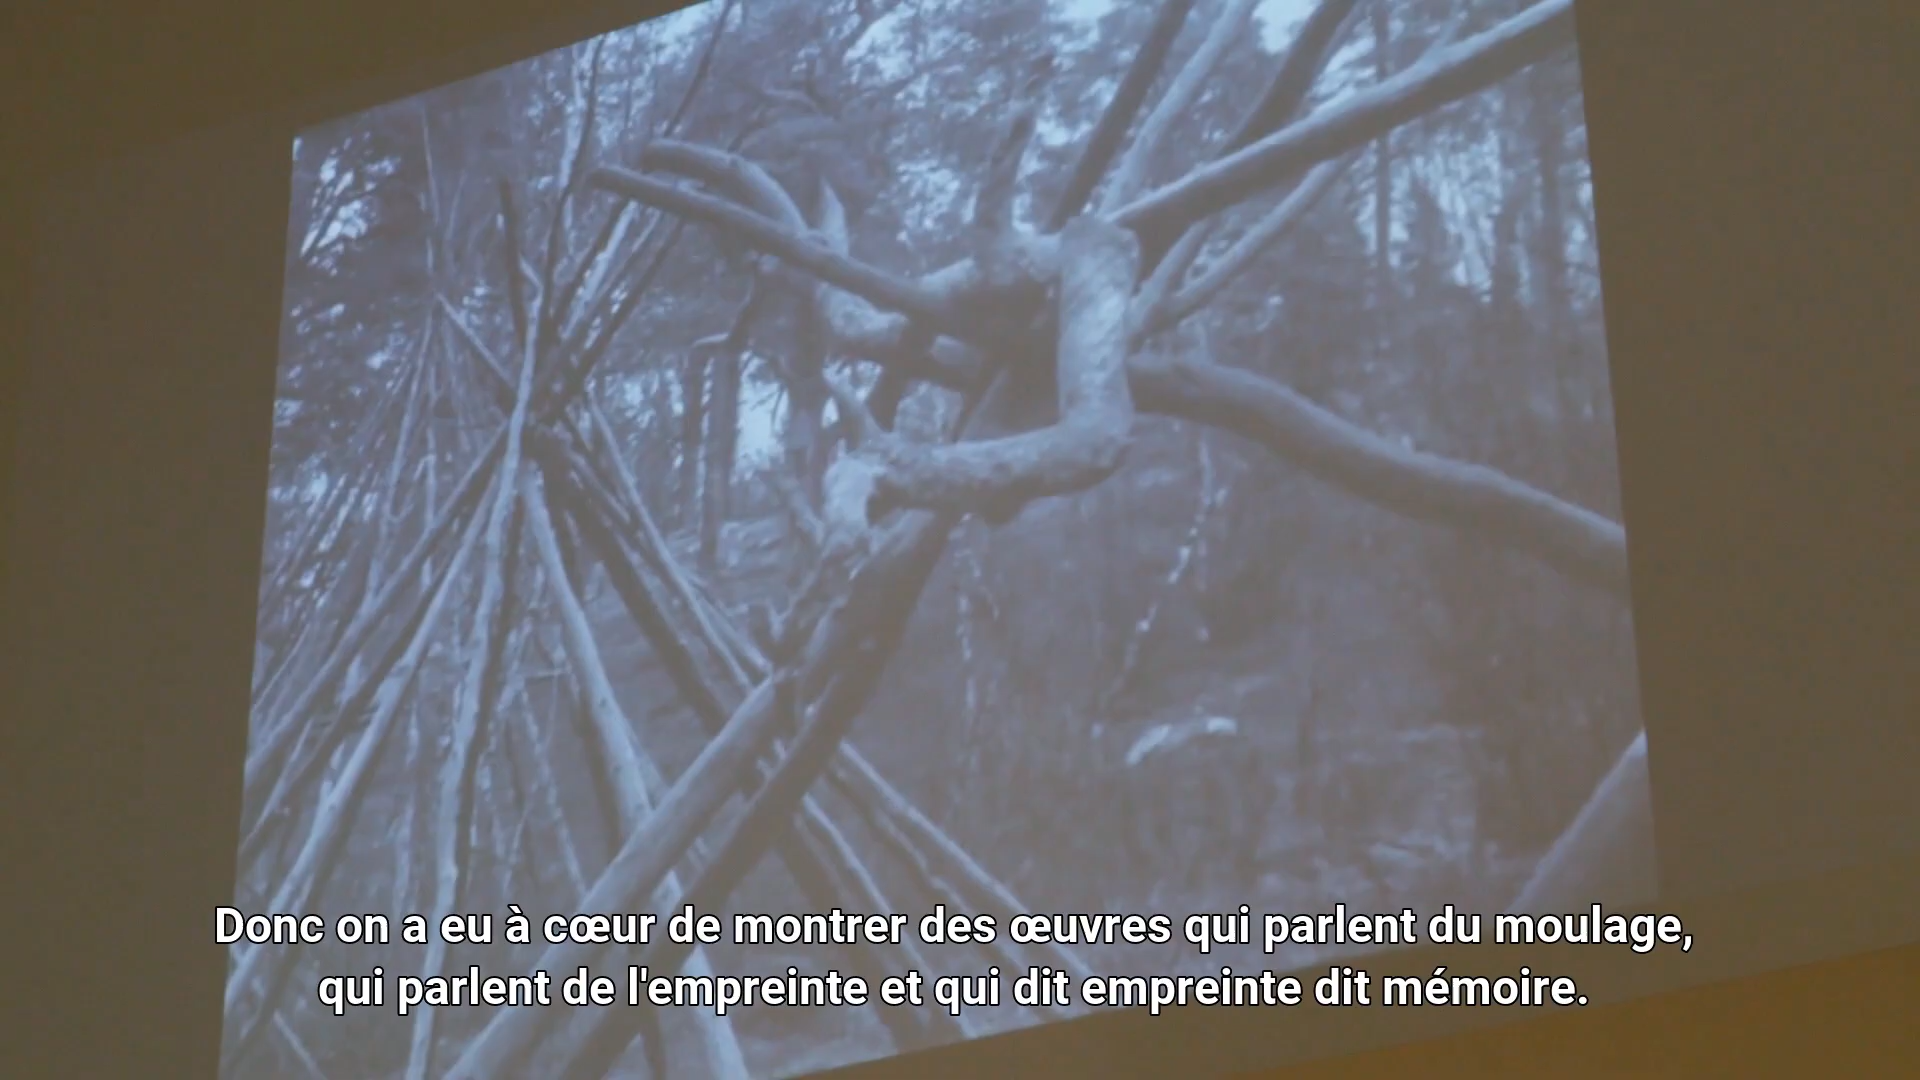 Donc on a eu à cœur de montrer des œuvres qui parlent du moulage,
qui parlent de l'empreinte et qui dit empreinte dit mémoire.